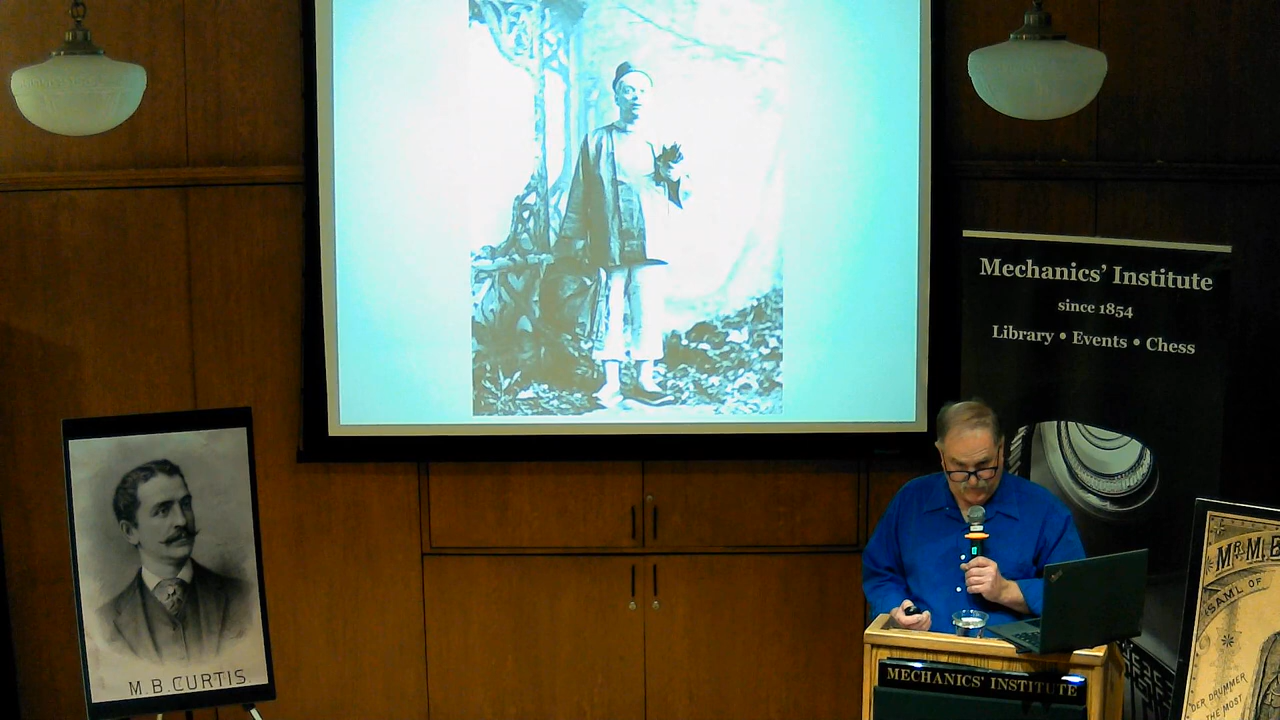 Mechanics' Institute
since 1854
Library • Events • Chess
M.B.CURTIS
MECHANICS' INSTITUTE
MR. M.B
SAML OF
DER DRUMMER
THE MOST